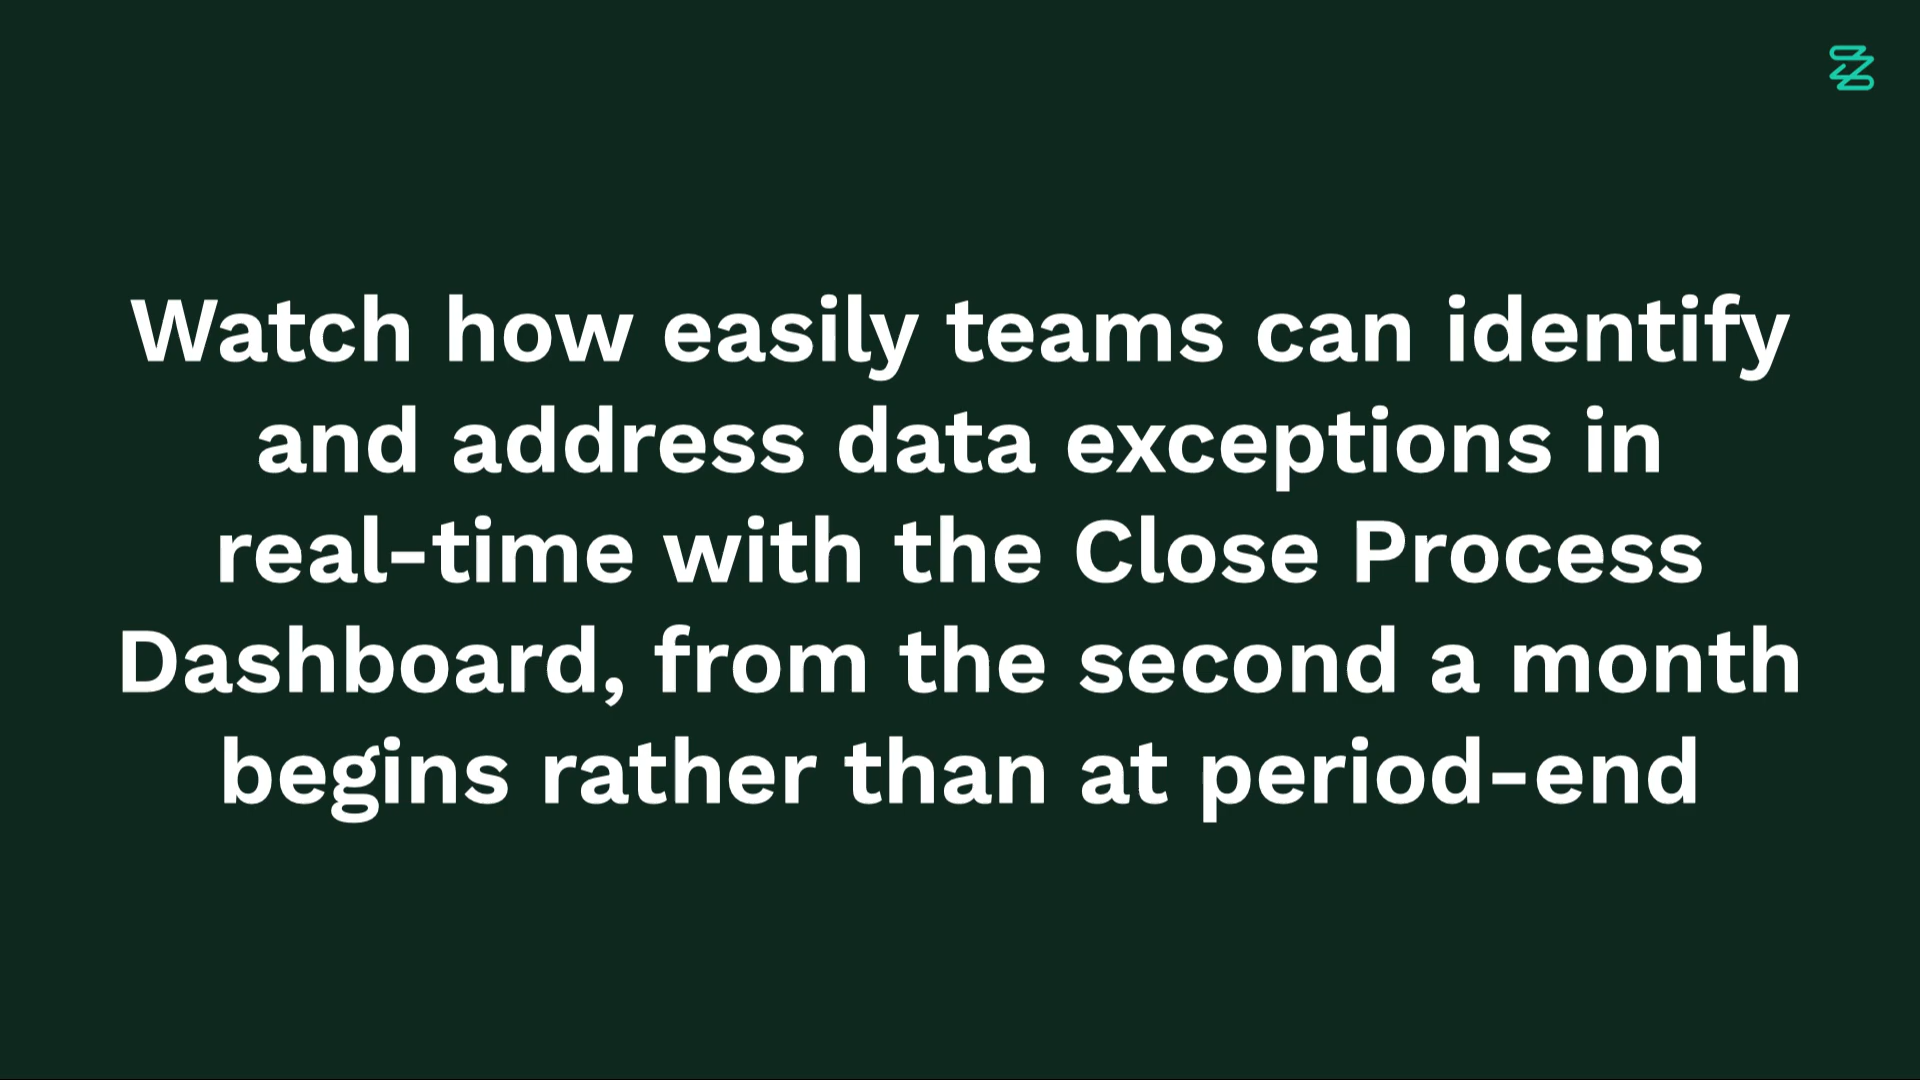 Watch how easily teams can identify
and address data exceptions in
real-time with the Close Process
Dashboard, from the second a month
begins rather than at period-end